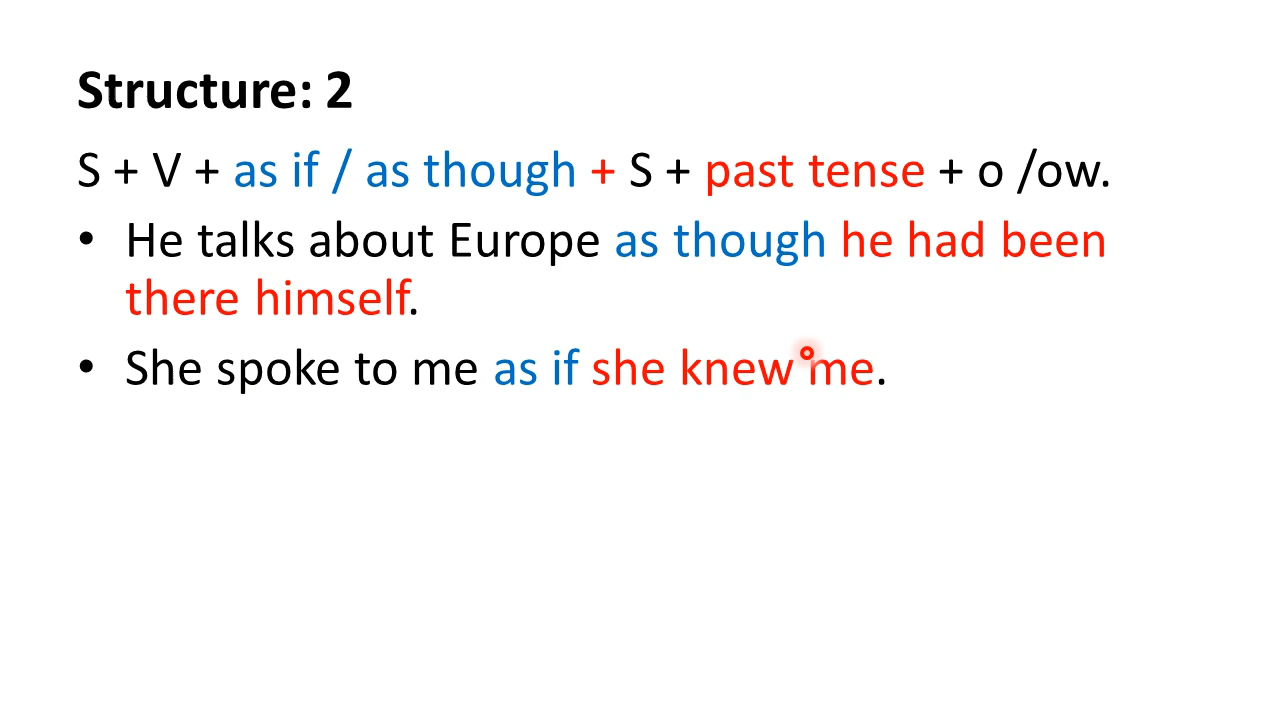 Structure: 2
S + V + as if / as though + S + past tense + o /ow.
• He talks about Europe as though he had been
there himself.
• She spoke to me as if she knew me.